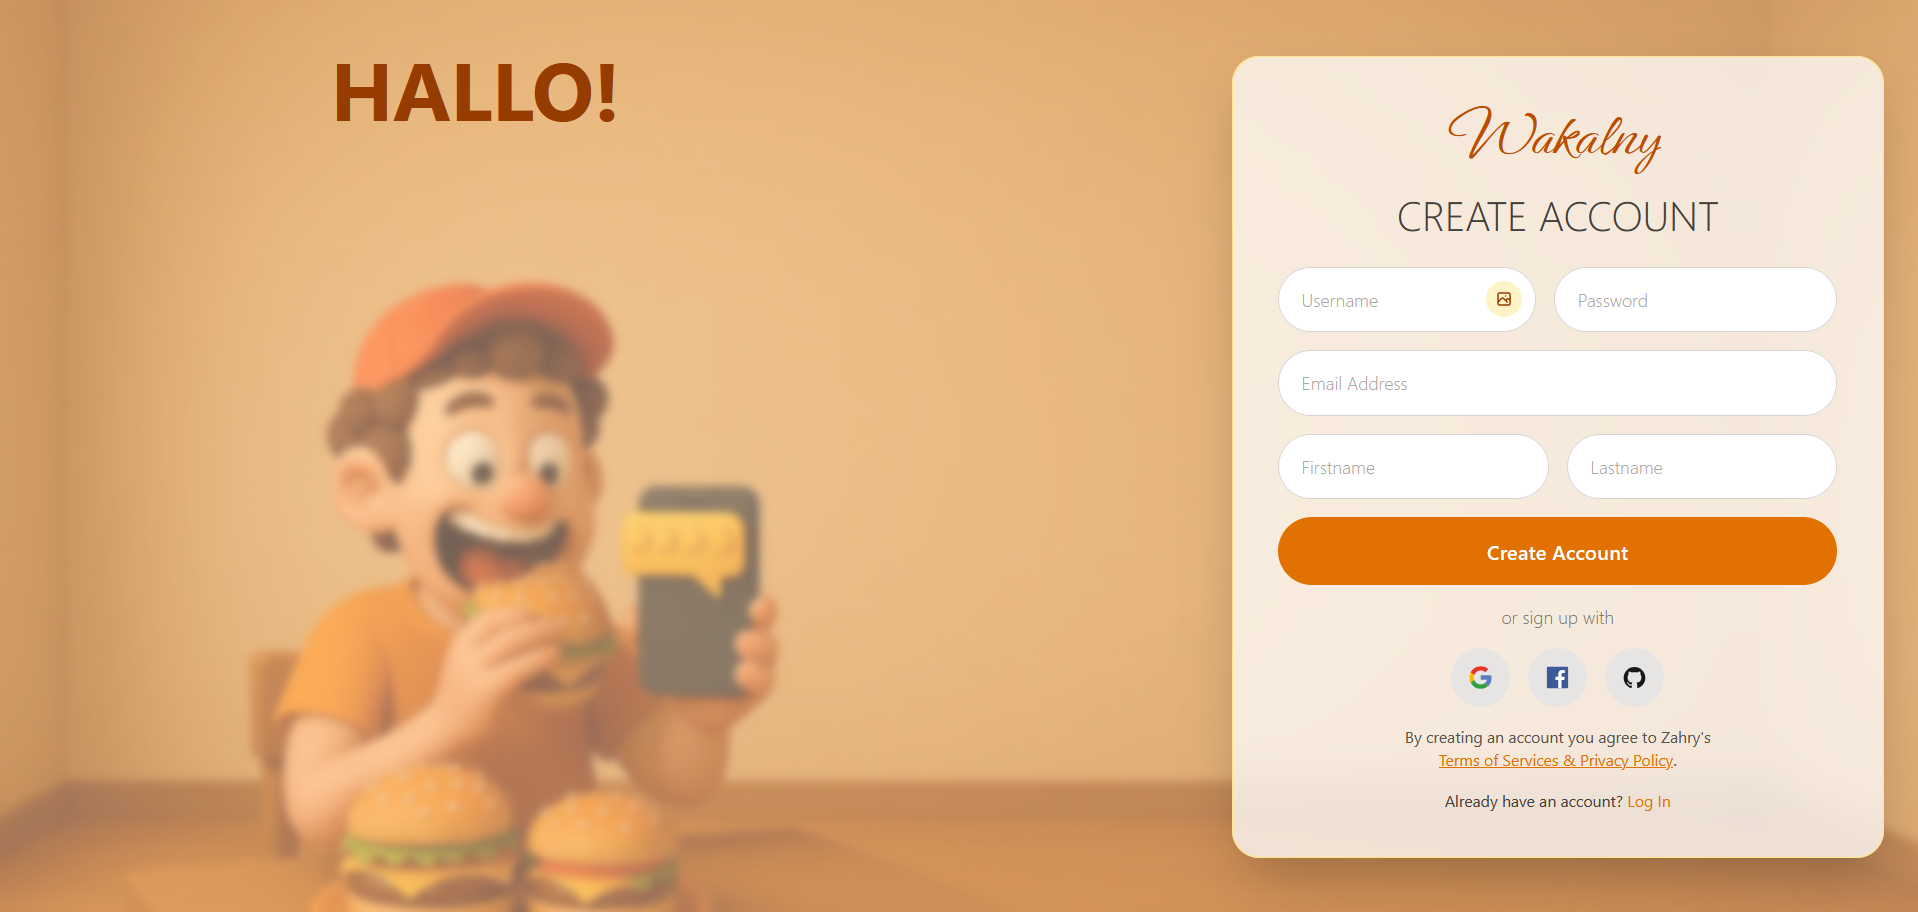 HALLO!
Wakalny
CREATE ACCOUNT
Username
Password
Email Address
Firstname
Lastname
Create Account
or sign up with
By creating an account you agree to Zahry's
Terms of Services & Privacy Policy.
Already have an account? Log In